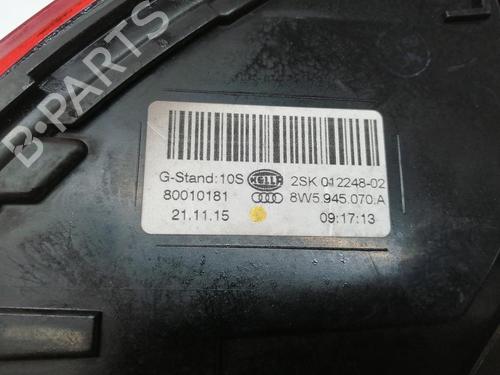 B-PARTS
G-Stand:10S HELLA 2SK 012248-02
80010181 8W5.945.070.A
21.11.15 09:17:13